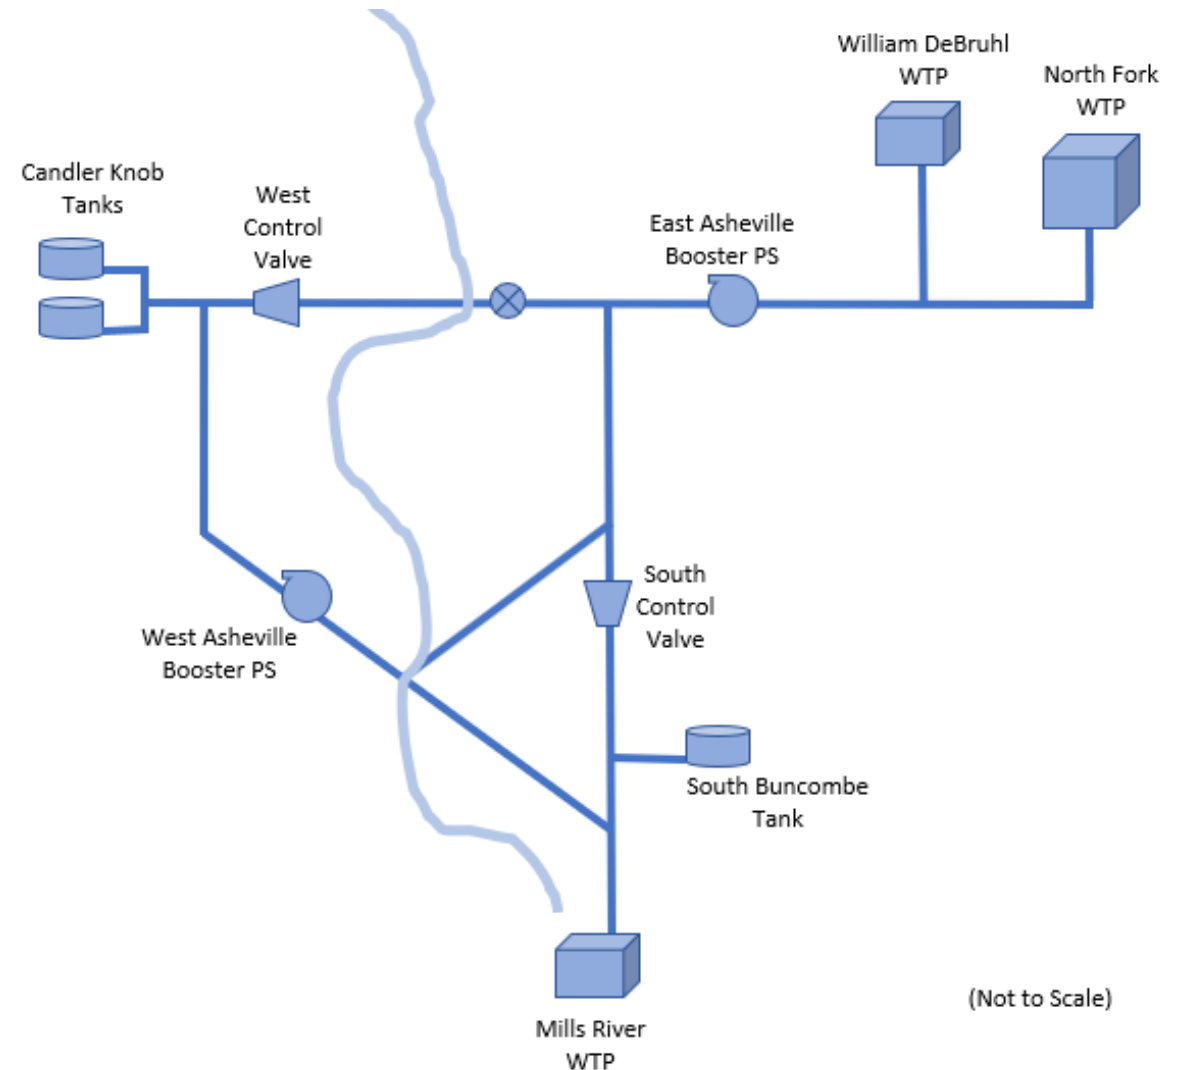 William DeBruhl
WTP
North Fork
WTP
Candler Knob
Tanks
West
Control
Valve
East Asheville
Booster PS
South
Control
Valve
West Asheville
Booster PS
South Buncombe
Tank
(Not to Scale)
Mills River
WTP